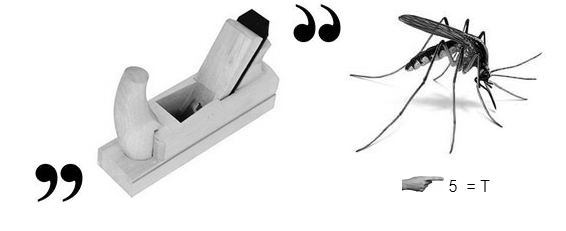 ,,
,,
5 = T